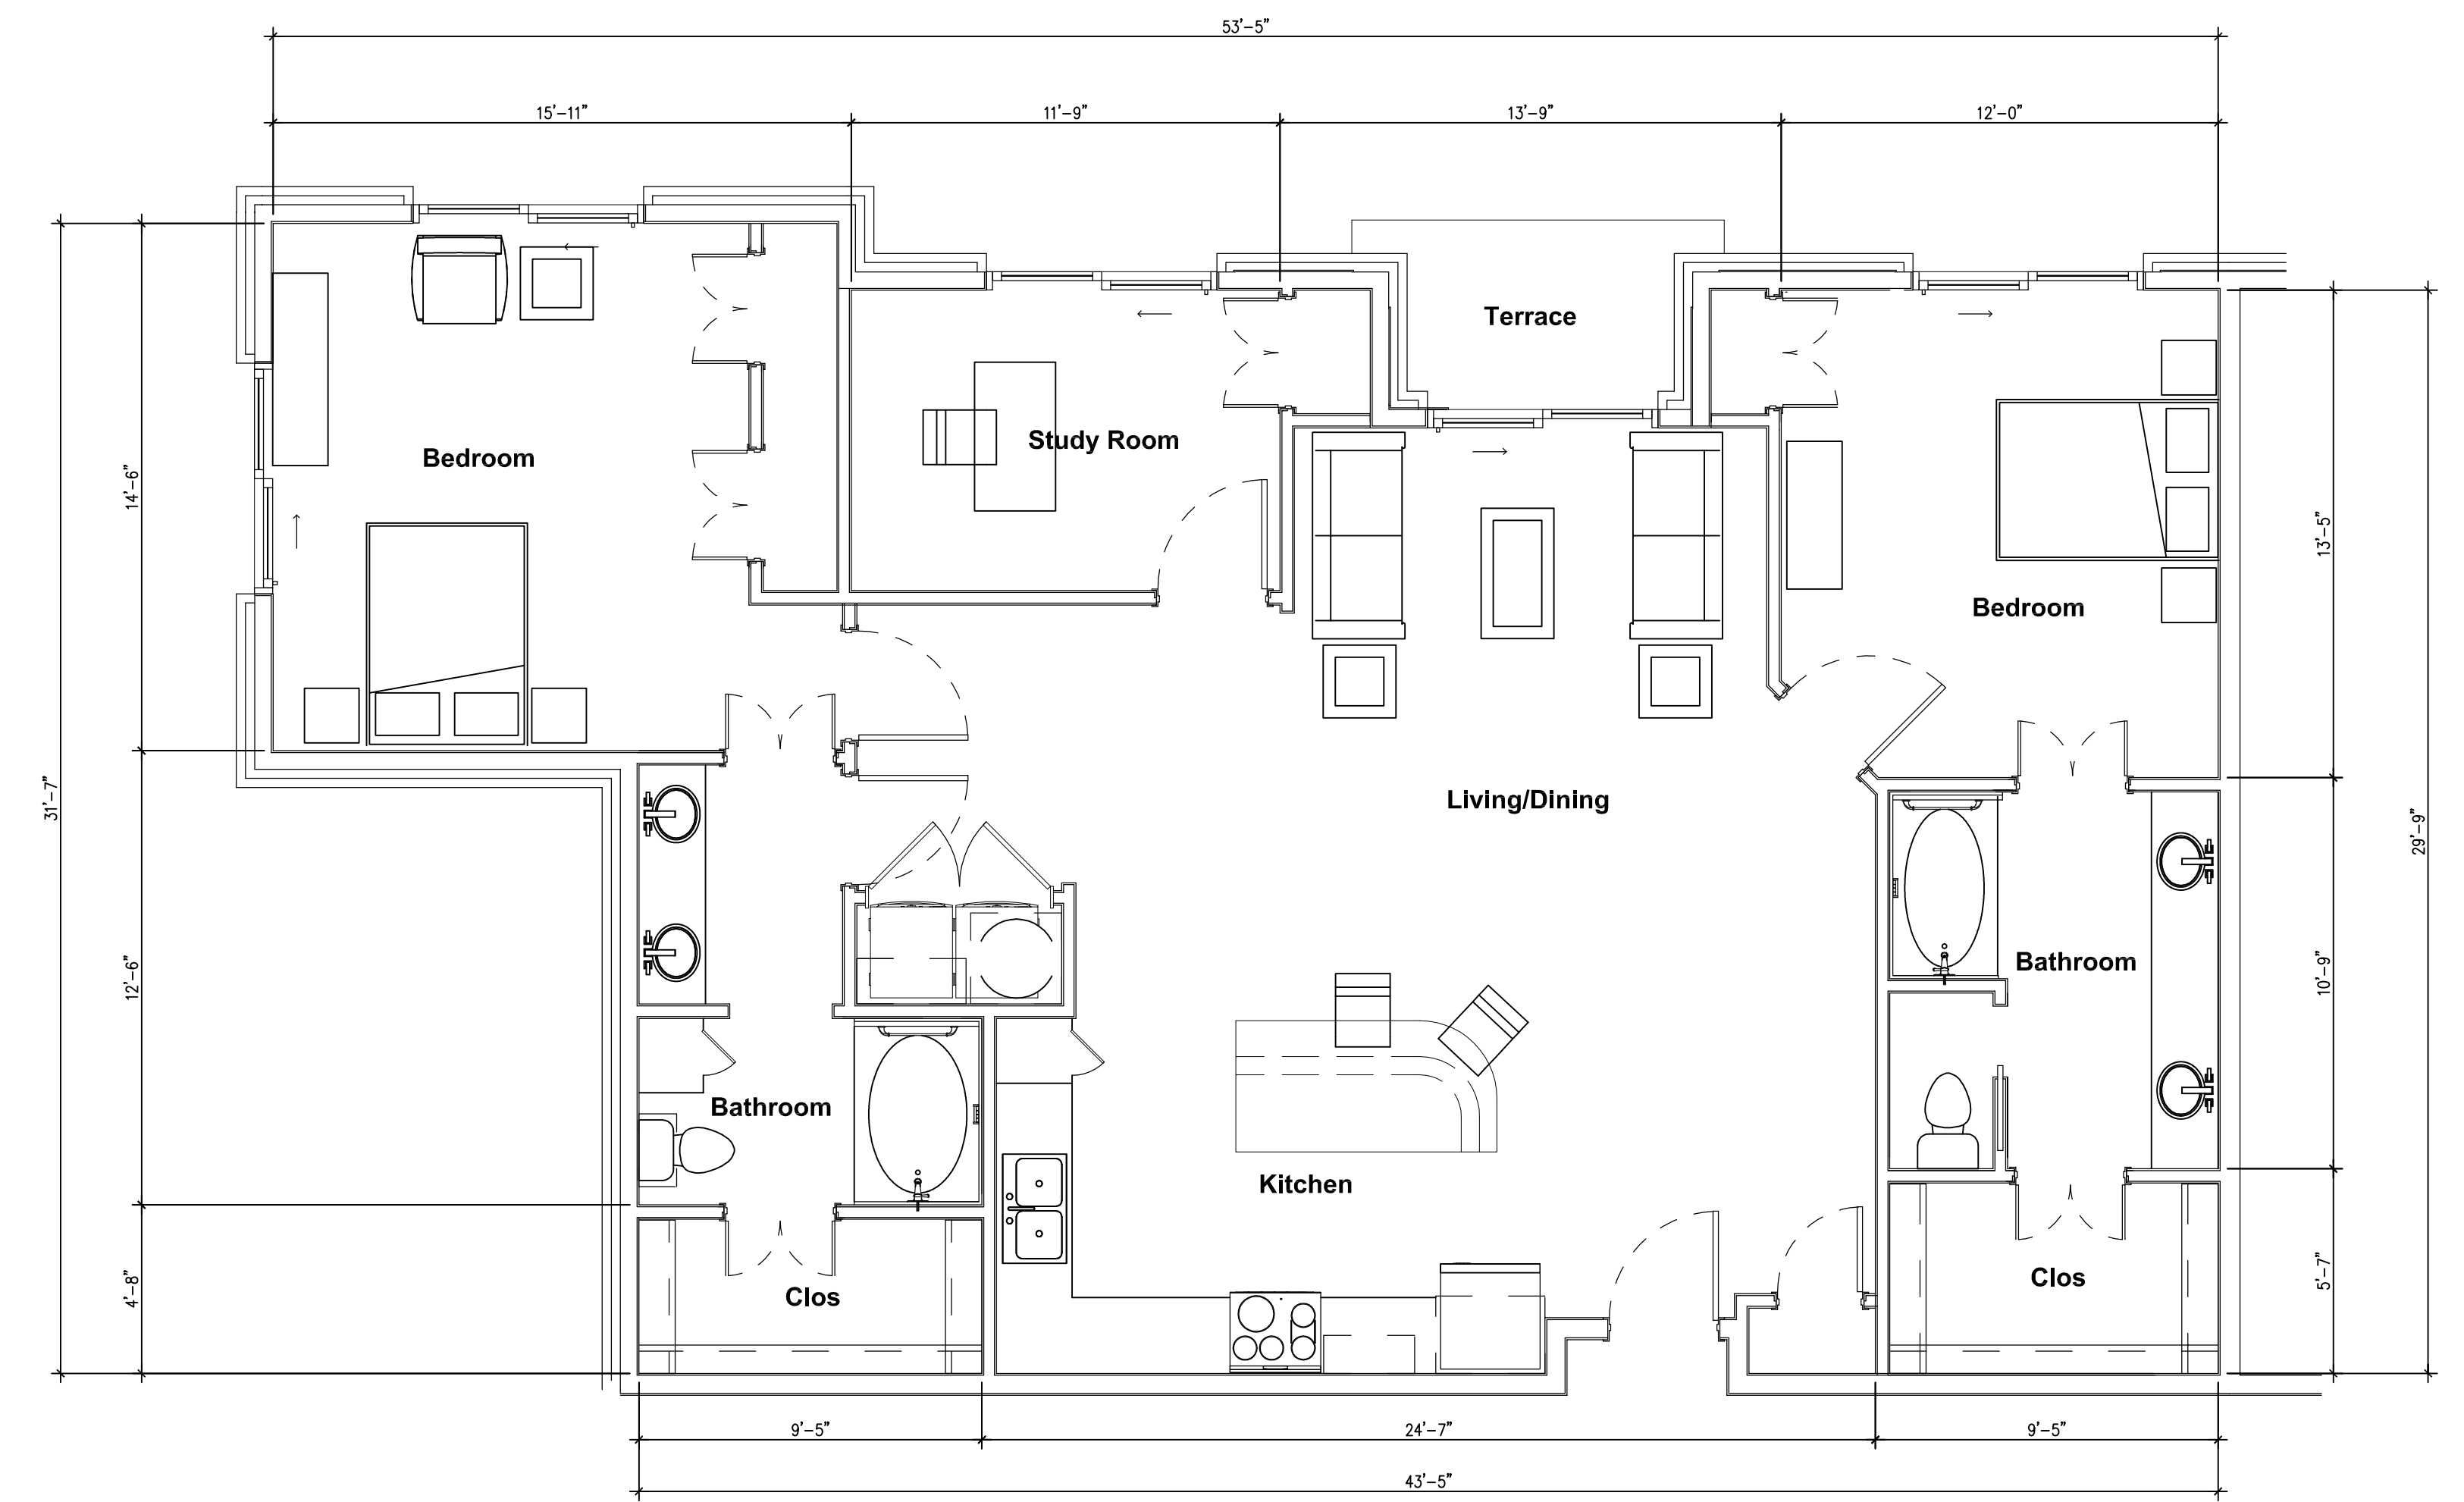 53'-5"
15'-11"
11'-9"
13'-9"
12'-0"
Terrace
Study Room
Bedroom
14'-6"
13'-5"
Bedroom
31'-7"
Living/Dining
29'-9"
Bathroom
12'-6"
10'-9"
Bathroom
Kitchen
Clos
5'-7"
Clos
4'-8"
9'-5"
24'-7"
9'-5"
43'-5"